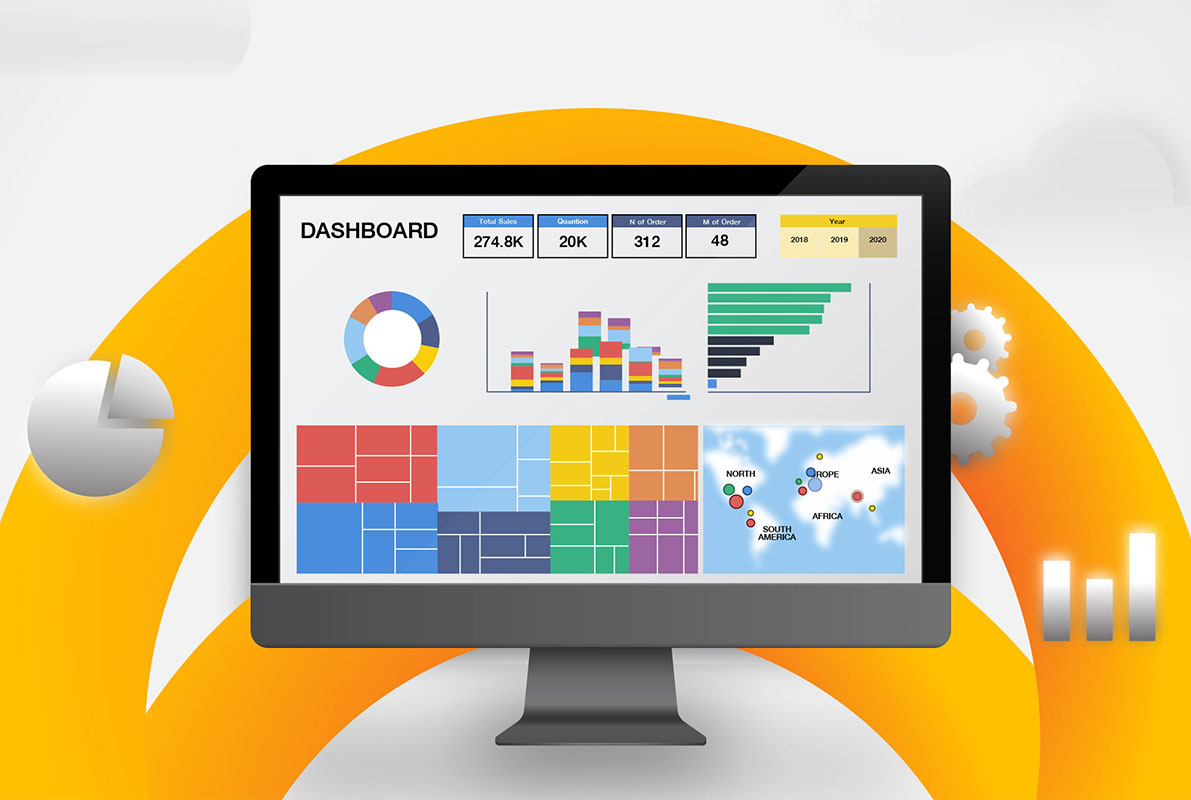 DASHBOARD
Total Sales
274.8K
Quantion
20K
N of Order
312
M of Order
48
Year
2018 2019 2020
NORTH
ROPE
ASIA
AFRICA
SOUTH
AMERICA